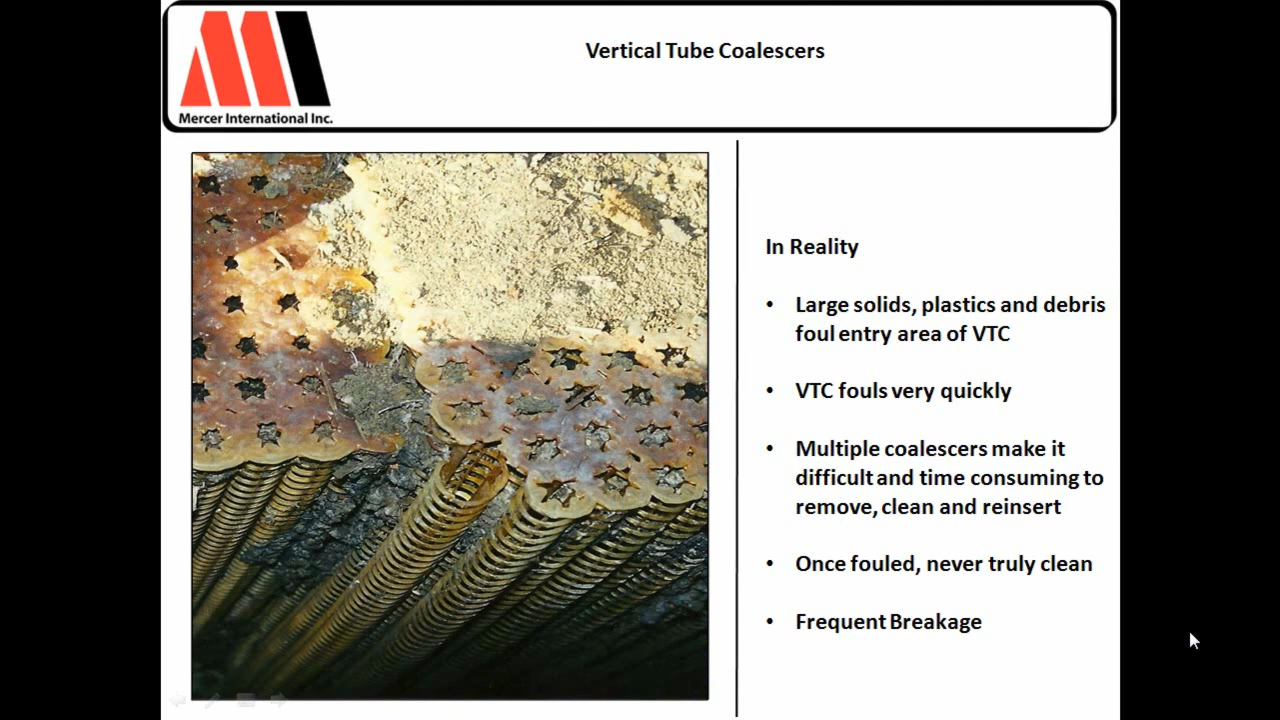 Vertical Tube Coalescers
Mercer International Inc.
In Reality
• Large solids, plastics and debris
foul entry area of VTC
• VTC fouls very quickly
• Multiple coalescers make it
difficult and time consuming to
remove, clean and reinsert
• Once fouled, never truly clean
• Frequent Breakage